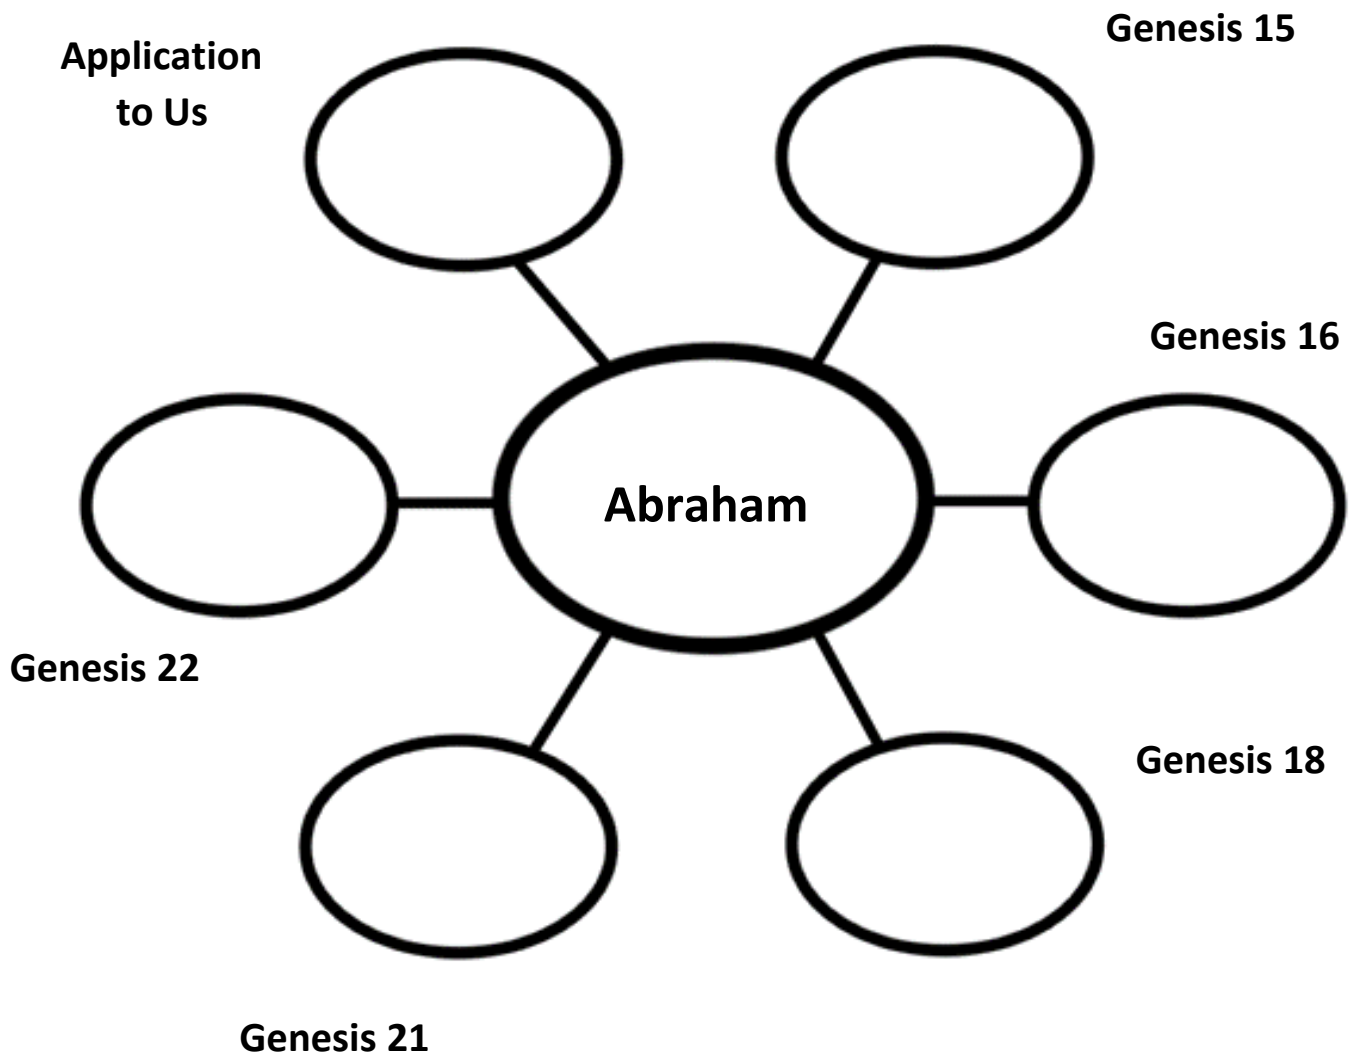 Genesis 15
Application
to Us
Genesis 16
Abraham
Genesis 22
Genesis 18
Genesis 21